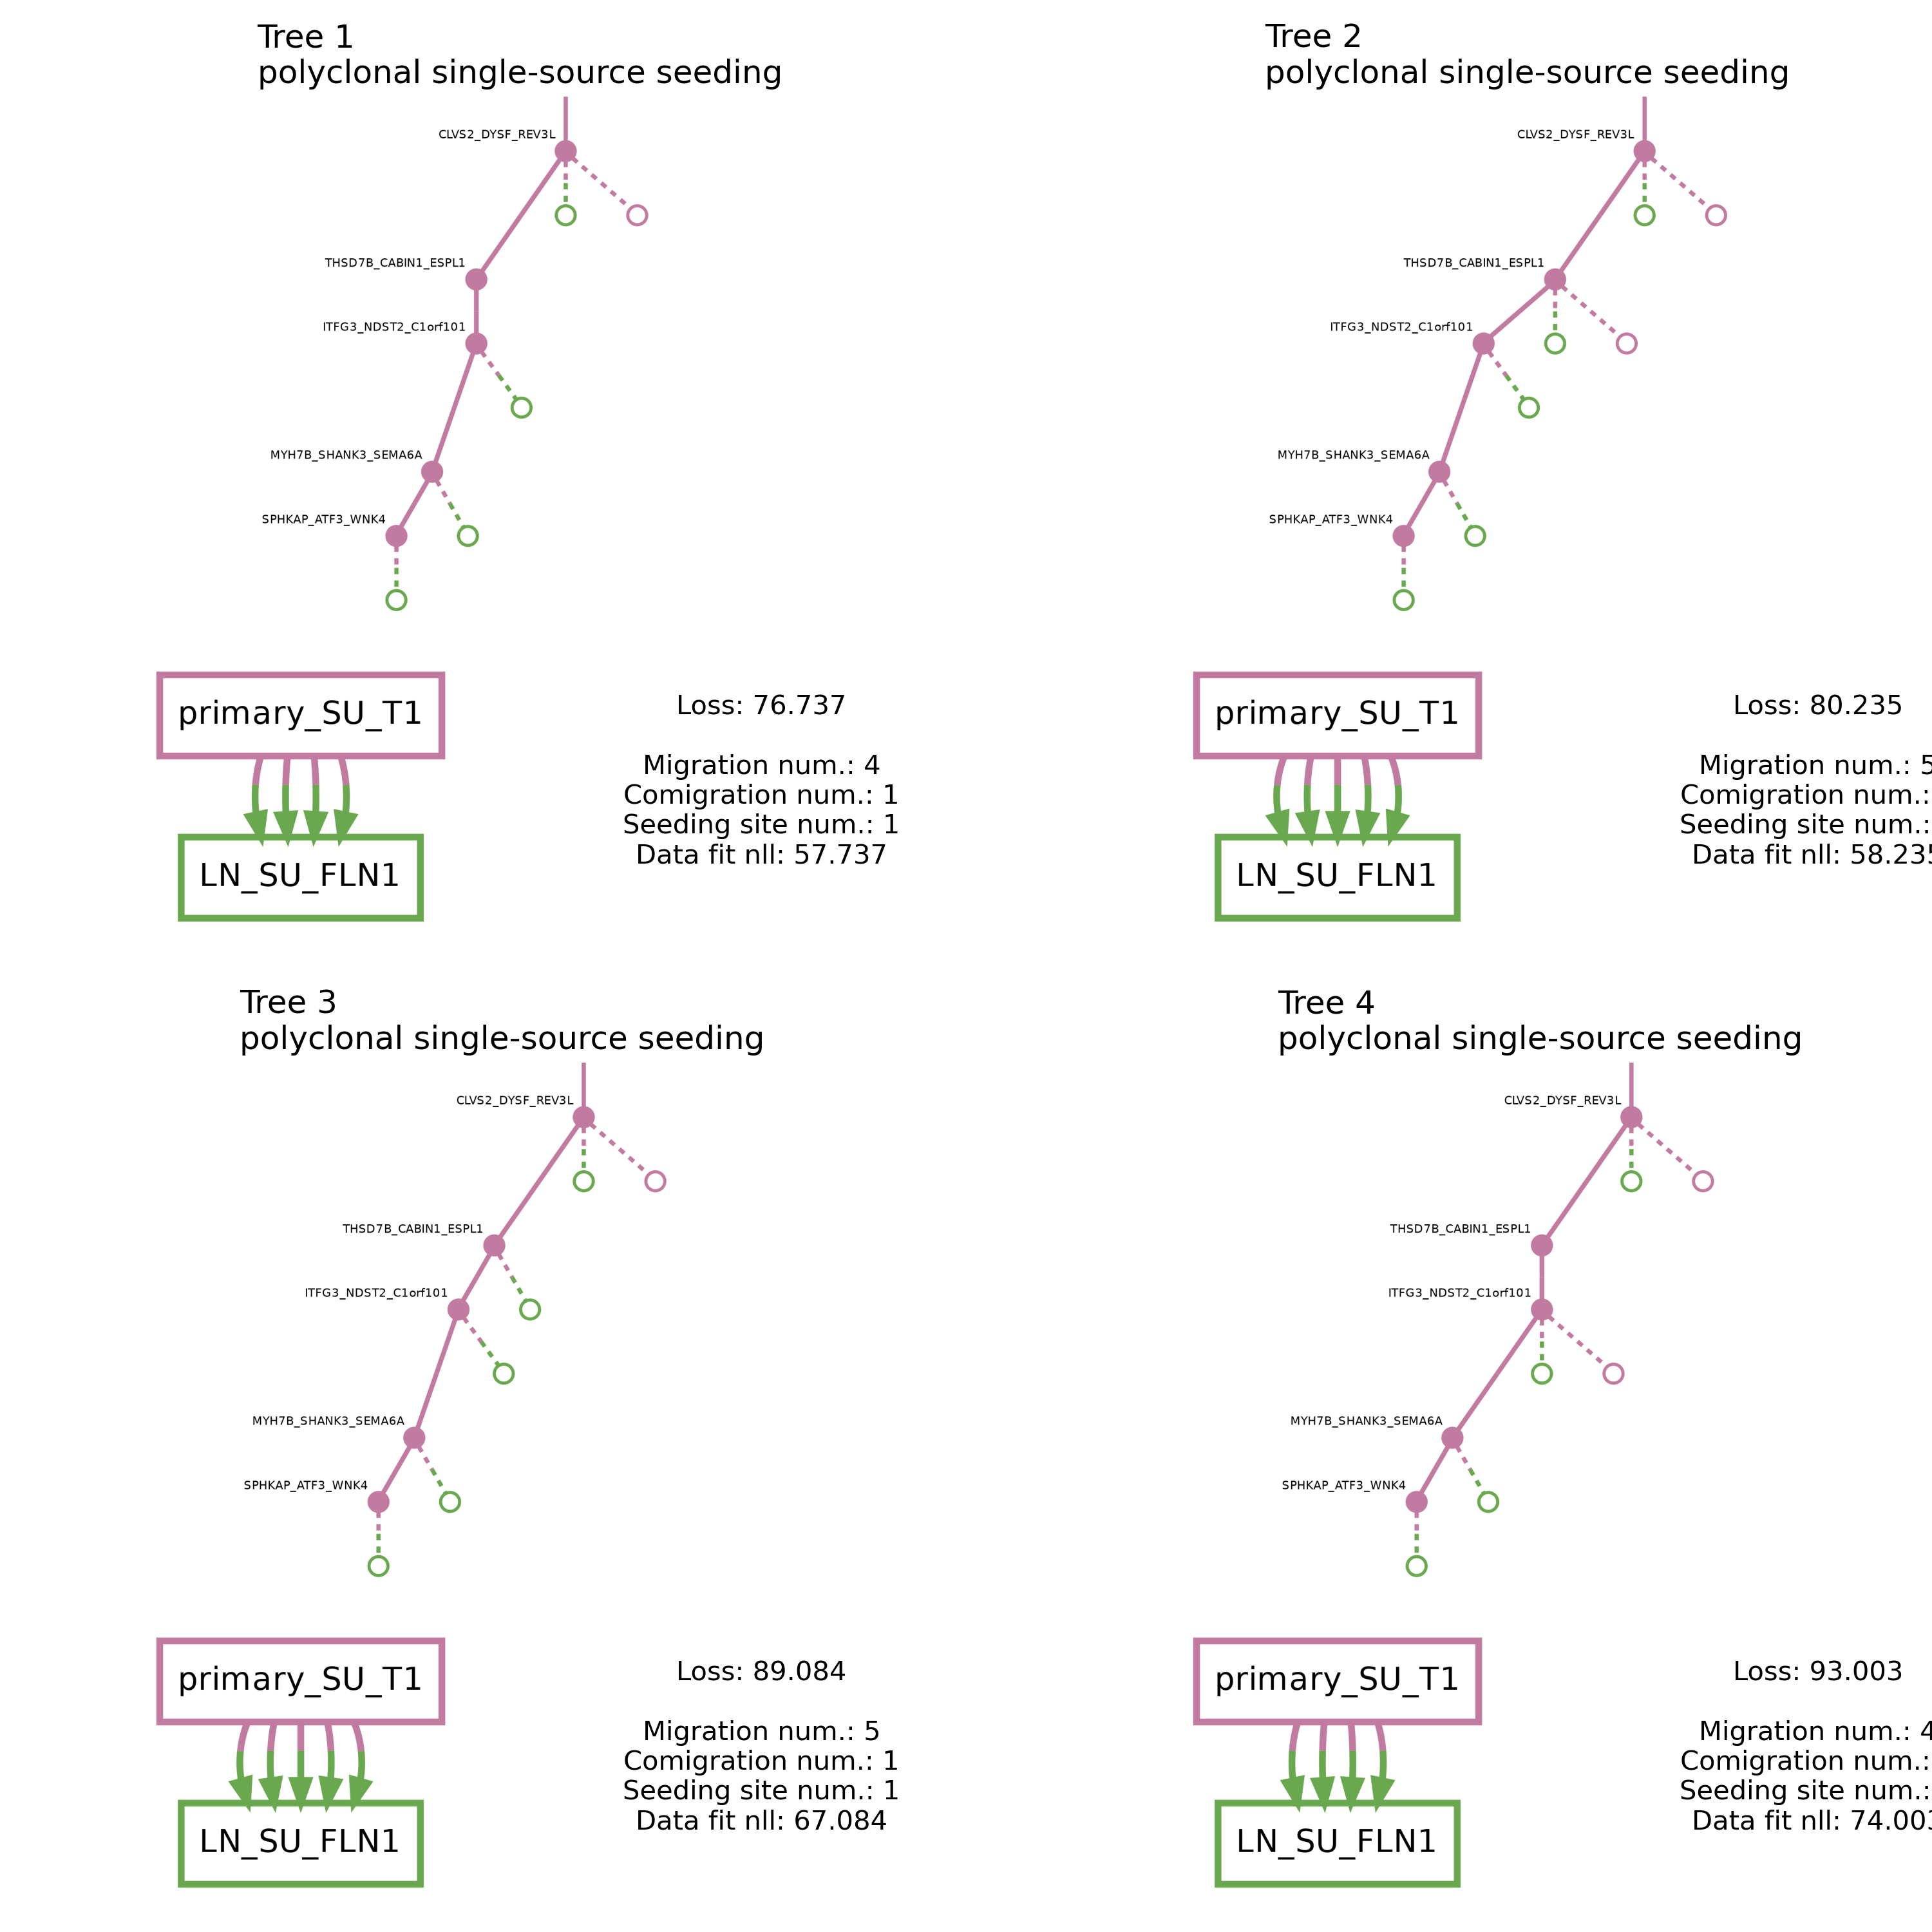 Tree 1
polyclonal single-source seeding
CLVS2_DYSF_REV3L
THSD7B_CABIN1_ESPL1
ITFG3_NDST2_C1orf101
MYH7B_SHANK3_SEMA6A
SPHKAP_ATF3_WNK4
primary_SU_T1
LN_SU_FLN1
Loss: 76.737
Migration num.: 4
Comigration num.: 1
Seeding site num.: 1
Data fit nll: 57.737
Tree 2
polyclonal single-source seeding
CLVS2_DYSF_REV3L
THSD7B_CABIN1_ESPL1
ITFG3_NDST2_C1orf101
MYH7B_SHANK3_SEMA6A
SPHKAP_ATF3_WNK4
primary_SU_T1
LN_SU_FLN1
Loss: 80.235
Migration num.: 5
Comigration num.:
Seeding site num.:
Data fit nll: 58.235
Tree 3
polyclonal single-source seeding
CLVS2_DYSF_REV3L
THSD7B_CABIN1_ESPL1
ITFG3_NDST2_C1orf101
MYH7B_SHANK3_SEMA6A
SPHKAP_ATF3_WNK4
primary_SU_T1
LN_SU_FLN1
Loss: 89.084
Migration num.: 5
Comigration num.: 1
Seeding site num.: 1
Data fit nll: 67.084
Tree 4
polyclonal single-source seeding
CLVS2_DYSF_REV3L
THSD7B_CABIN1_ESPL1
ITFG3_NDST2_C1orf101
MYH7B_SHANK3_SEMA6A
SPHKAP_ATF3_WNK4
primary_SU_T1
LN_SU_FLN1
Loss: 93.003
Migration num.: 4
Comigration num.:
Seeding site num.:
Data fit nll: 74.003